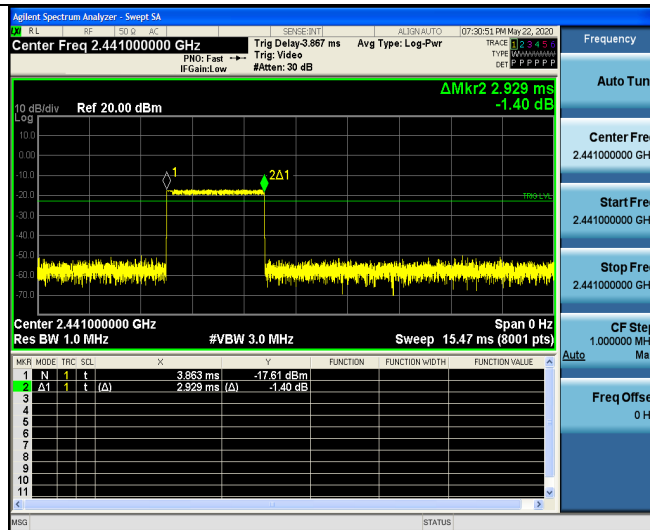 Agilent Spectrum Analyzer - Swept SA
LXI RL RF 50 Ω AC SENSE:INT ALIGN AUTO 07:30:51 PM May 22, 2020
Center Freq 2.441000000 GHz
PNO: Fast
IFGain:Low
Trig Delay-3.867 ms
Trig: Video
#Atten: 30 dB
Avg Type: Log-Pwr
TRACE 1 2 3 4 5 6
TYPE WWWWWW
DET P P P P P P
ΔMkr2 2.929 ms
-1.40 dB
10 dB/div Ref 20.00 dBm
Log
10.0
0.00
-10.0
-20.0
-30.0
-40.0
-50.0
-60.0
-70.0
1
2Δ1
TRIG LVL
Center 2.441000000 GHz Span 0 Hz
Res BW 1.0 MHz #VBW 3.0 MHz Sweep 15.47 ms (8001 pts)
MKR MODE TRC SCL X Y FUNCTION FUNCTION WIDTH FUNCTION VALUE
1 N 1 t 3.863 ms -17.61 dBm
2 Δ1 1 t (Δ) 2.929 ms (Δ) -1.40 dB
3
4
5
6
7
8
9
10
11
MSG STATUS
Frequency
Auto Tun
Center Fre
2.441000000 GH
Start Fre
2.441000000 GH
Stop Fre
2.441000000 GH
CF Step
1.000000 MH
Auto Ma
Freq Offse
0 H